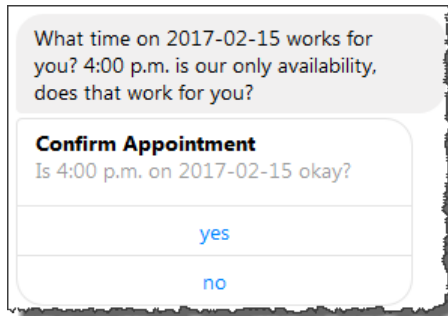 What time on 2017-02-15 works for
you? 4:00 p.m. is our only availability,
does that work for you?
Confirm Appointment
Is 4:00 p.m. on 2017-02-15 okay?
yes
no